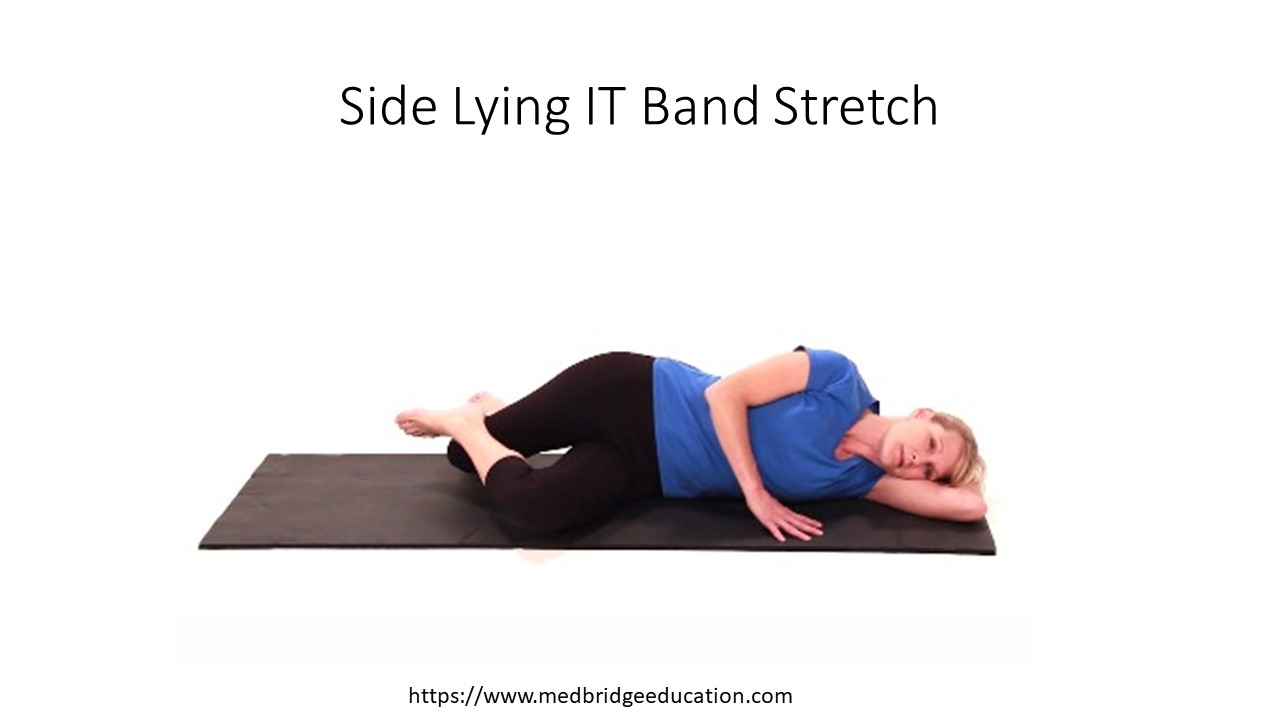 Side Lying IT Band Stretch
https://www.medbridgeeducation.com